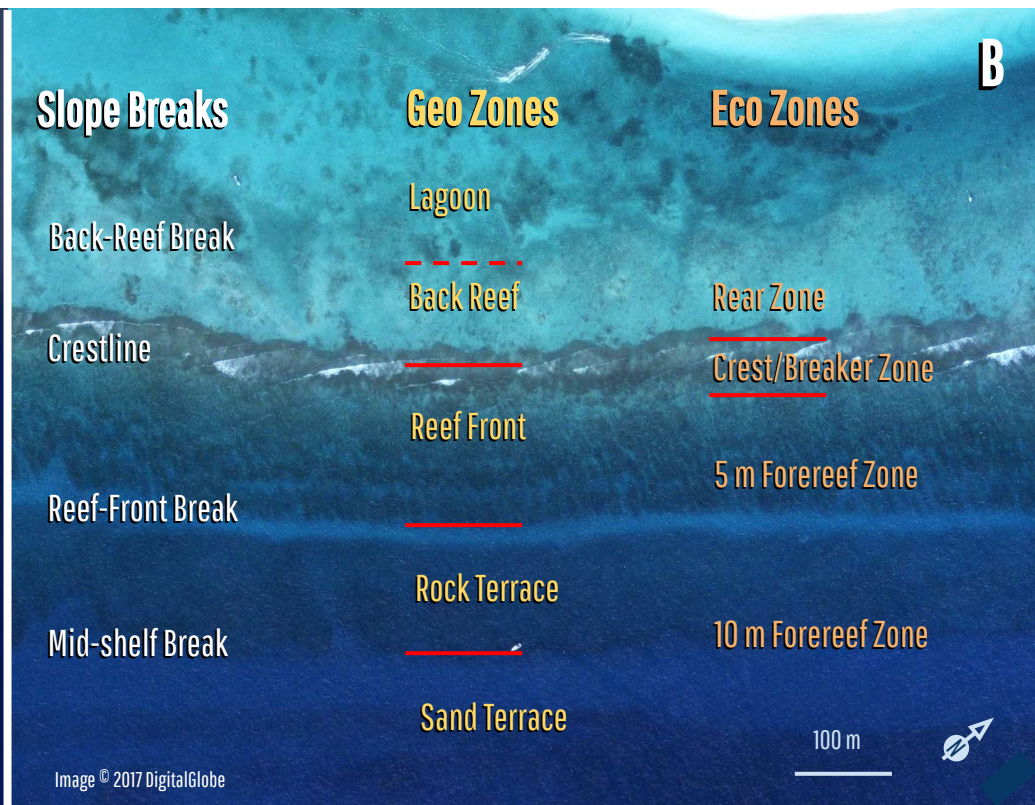 B
Slope Breaks
Geo Zones
Eco Zones
Lagoon
Back-Reef Break
Back Reef
Rear Zone
Crestline
Crest/Breaker Zone
Reef Front
5 m Forereef Zone
Reef-Front Break
Rock Terrace
Mid-shelf Break
10 m Forereef Zone
Sand Terrace
100 m
N
Image © 2017 DigitalGlobe